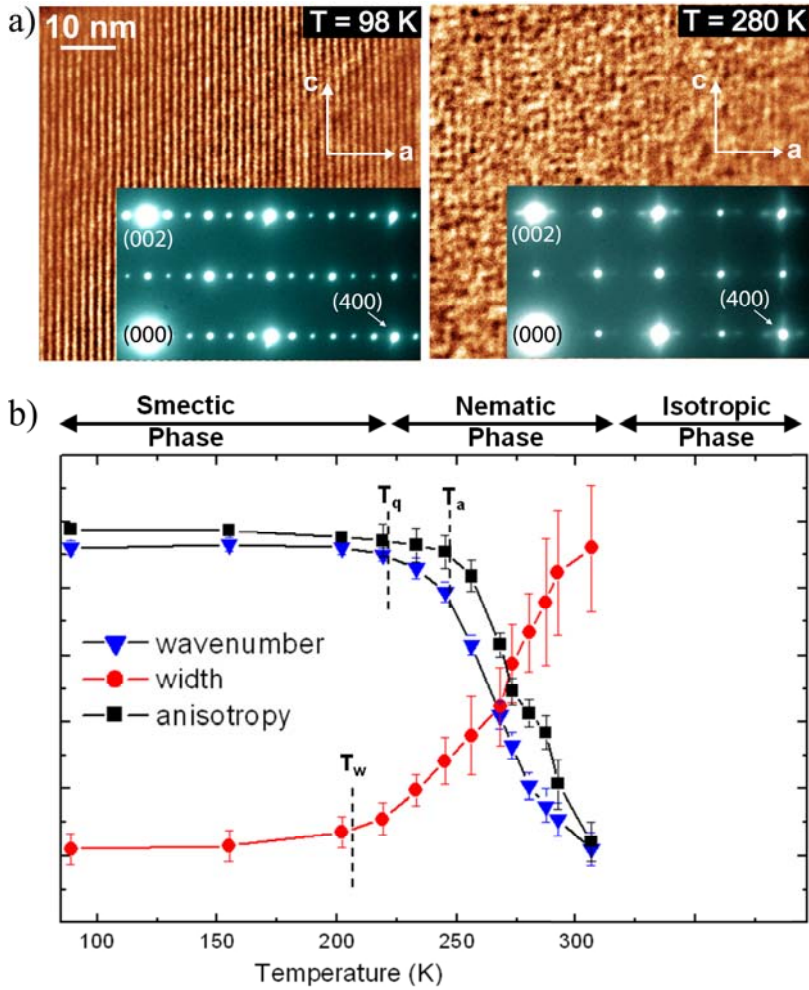 a)
10 nm
T = 98 K
c
a
(002)
(000)
(400)
T = 280 K
c
a
(002)
(000)
(400)
b)
Smectic
Phase
Nematic
Phase
Isotropic
Phase
Tq
Ta
wavenumber
width
anisotropy
Tw
100
150
200
250
300
Temperature (K)